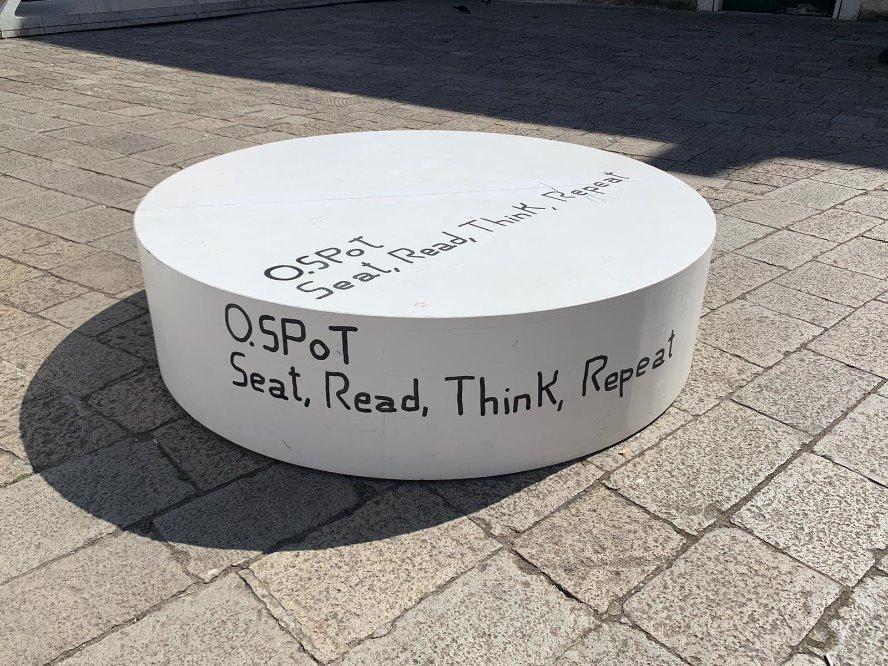 O.SPoT
Seat, Read, ThinK, Repeat
O.SPoT
Seat, Read, ThinK, Repeat